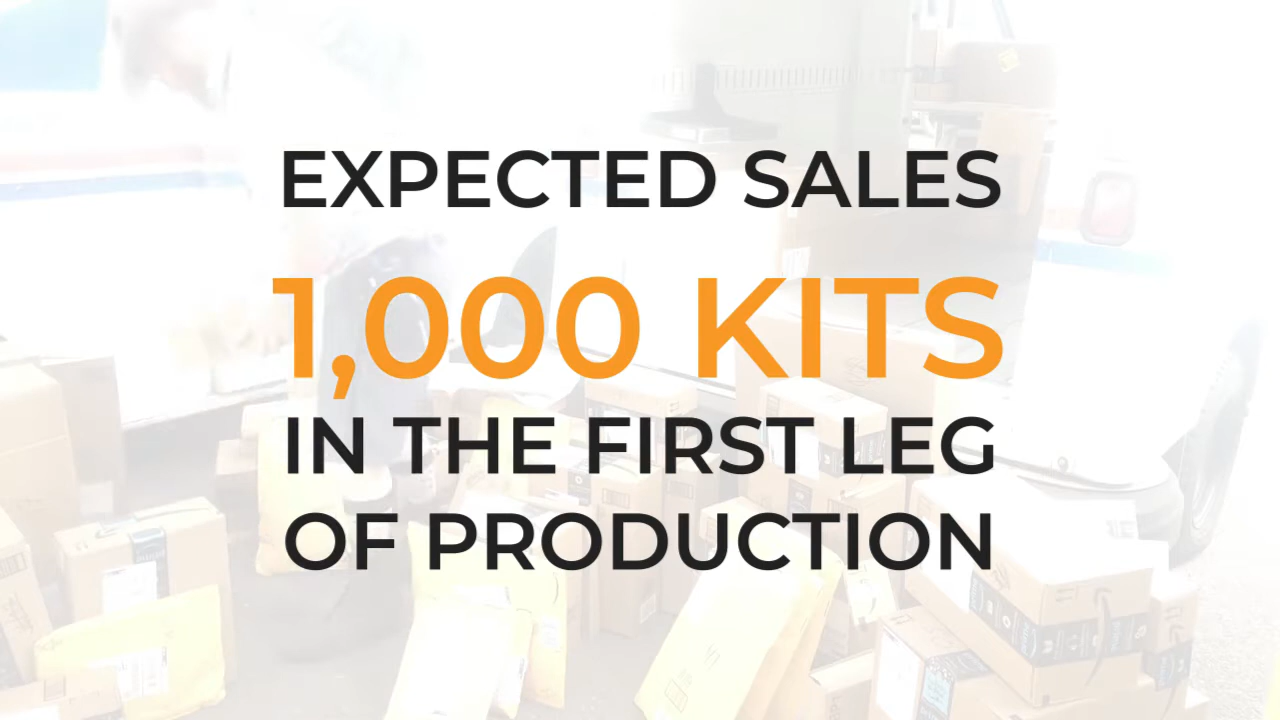 EXPECTED SALES
1,000 KITS
IN THE FIRST LEG
OF PRODUCTION